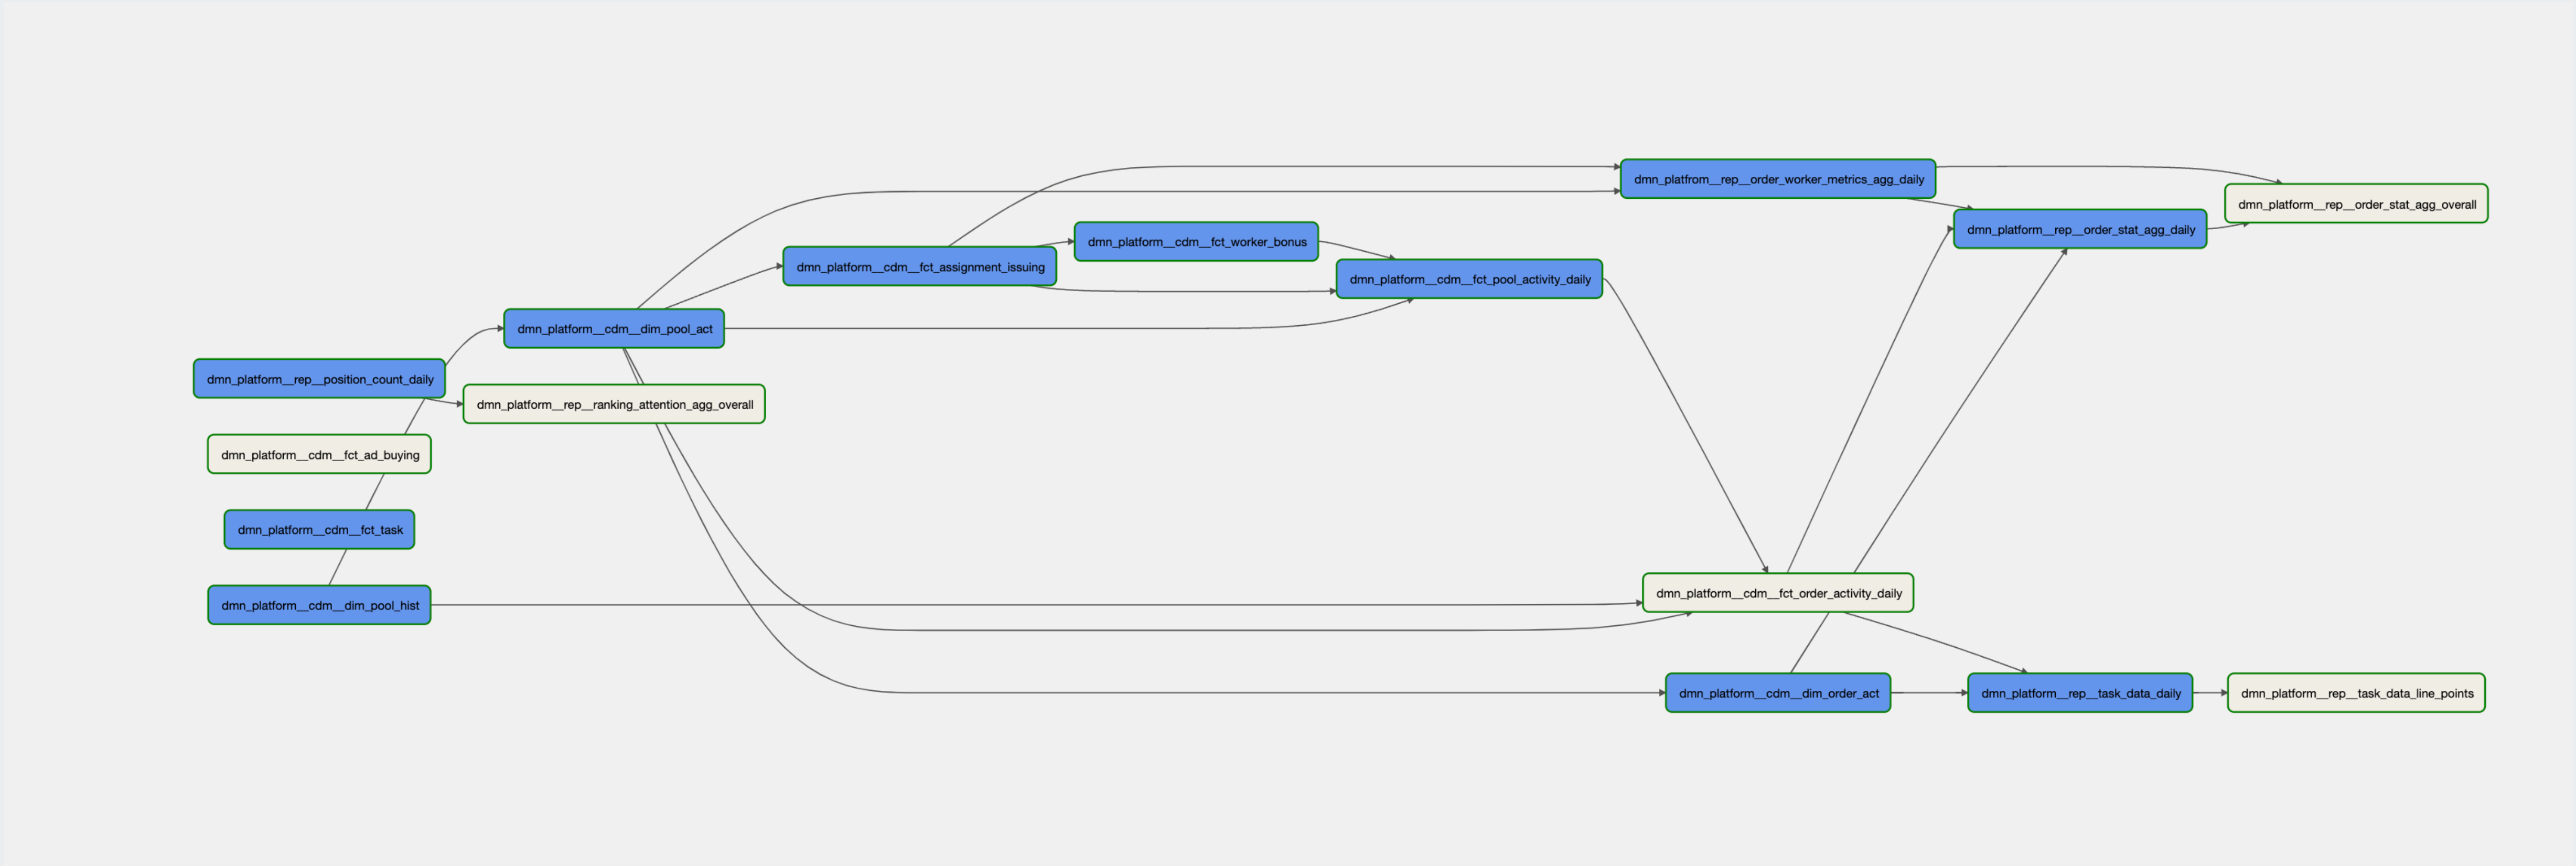 dmn_platfrom__rep__order_worker_metrics_agg_daily
dmn_platform__rep__order_stat_agg_overall
dmn_platform__rep__order_stat_agg_daily
dmn_platform__cdm__fct_worker_bonus
dmn_platform__cdm__fct_assignment_issuing
dmn_platform__cdm__fct_pool_activity_daily
dmn_platform__cdm__dim_pool_act
dmn_platform__rep__position_count_daily
dmn_platform__rep__ranking_attention_agg_overall
dmn_platform__cdm__fct_ad_buying
dmn_platform__cdm__fct_task
dmn_platform__cdm__dim_pool_hist
dmn_platform__cdm__fct_order_activity_daily
dmn_platform__cdm__dim_order_act
dmn_platform__rep__task_data_daily
dmn_platform__rep__task_data_line_points